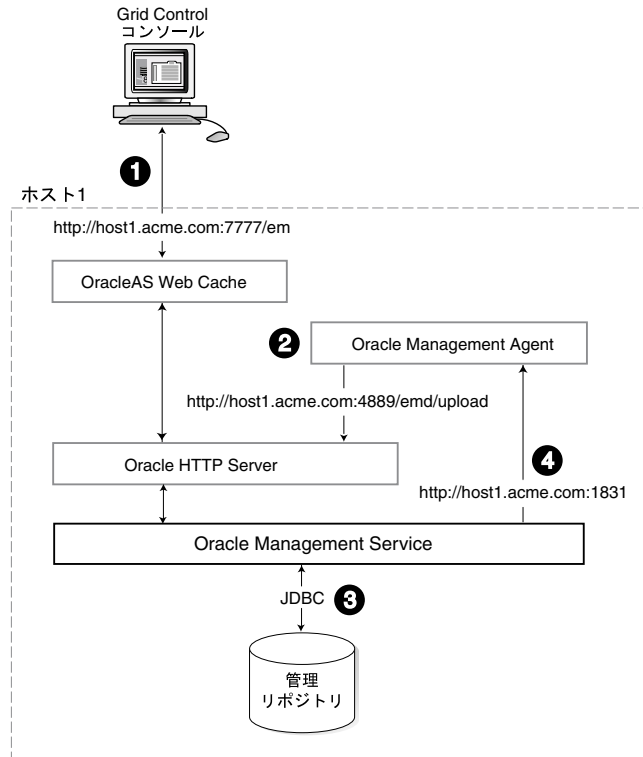 Grid Control
コンソール
1
ホスト1
http://host1.acme.com:7777/em
OracleAS Web Cache
2
Oracle Management Agent
http://host1.acme.com:4889/emd/upload
Oracle HTTP Server
4
http://host1.acme.com:1831
Oracle Management Service
JDBC 3
管理
リポジトリ